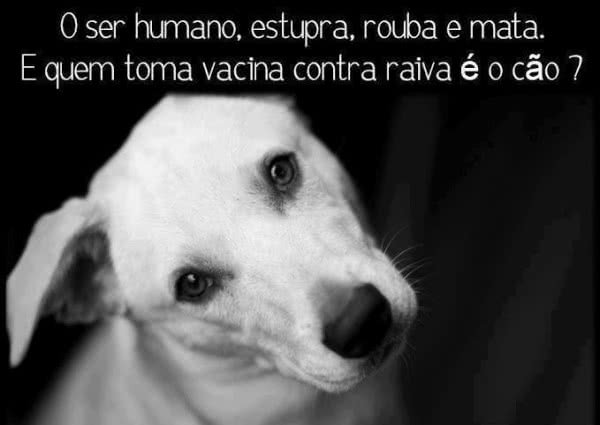 O ser humano, estupra, rouba e mata.
E quem toma vacina contra raiva é o cão ?